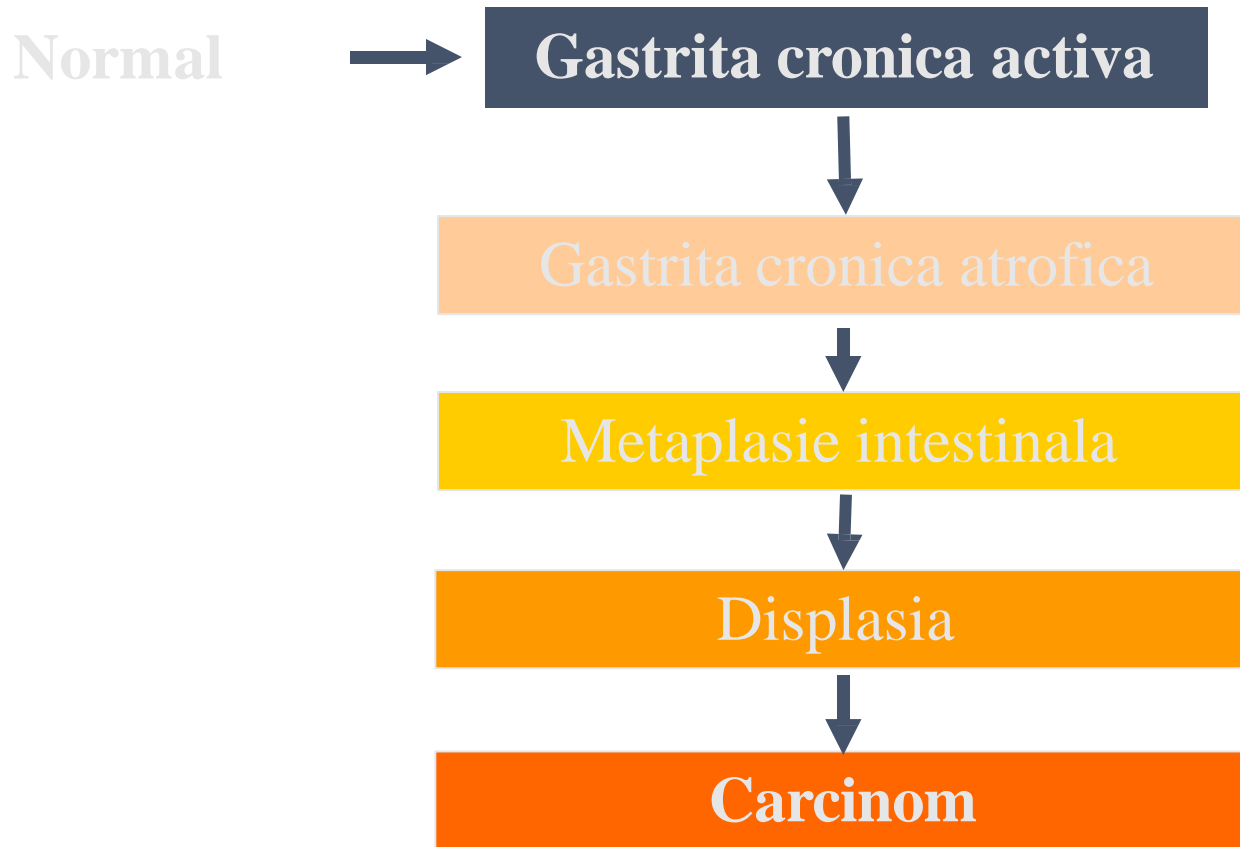 Normal
Gastrita cronica activa
Gastrita cronica atrofica
Metaplasie intestinala
Displasia
Carcinom